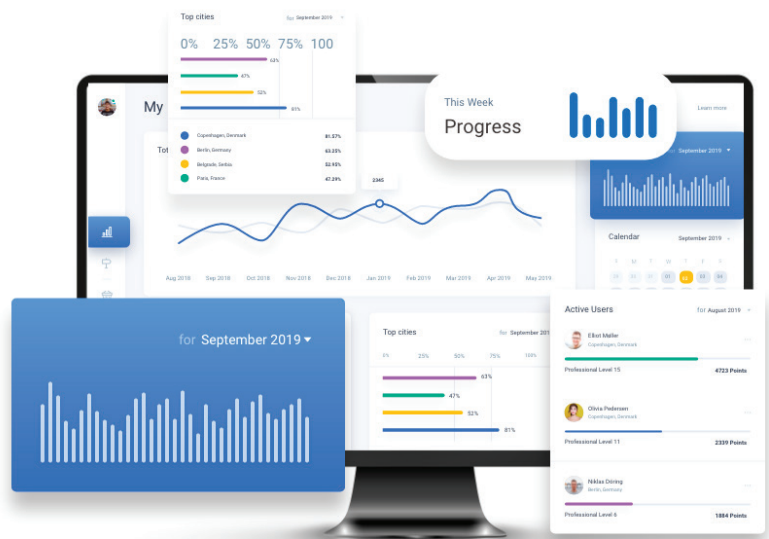 Top cities
for September 2019
0% 25% 50% 75% 100
63%
47%
52%
81%
Copenhagen, Denmark 81.57%
Berlin, Germany 63.25%
Belgrade, Serbia 52.95%
Paris, France 47.29%
My
Tot
This Week
Progress
Learn more
September 2019
2345
Aug 2018 Sep 2018 Oct 2018 Nov 2018 Dec 2018 Jan 2019 Feb 2019 Mar 2019 Apr 2019 May 2019
Calendar September 2019
for September 2019
Top cities
for September 201
0% 25% 50% 75% 100%
63%
47%
52%
81%
Active Users
for August 2019
Elliot Møller
Copenhagen, Denmark
Professional Level 15 4723 Points
Olivia Pedersen
Copenhagen, Denmark
Professional Level 11 2339 Points
Niklas Döring
Berlin, Germany
Professional Level 6 1884 Points